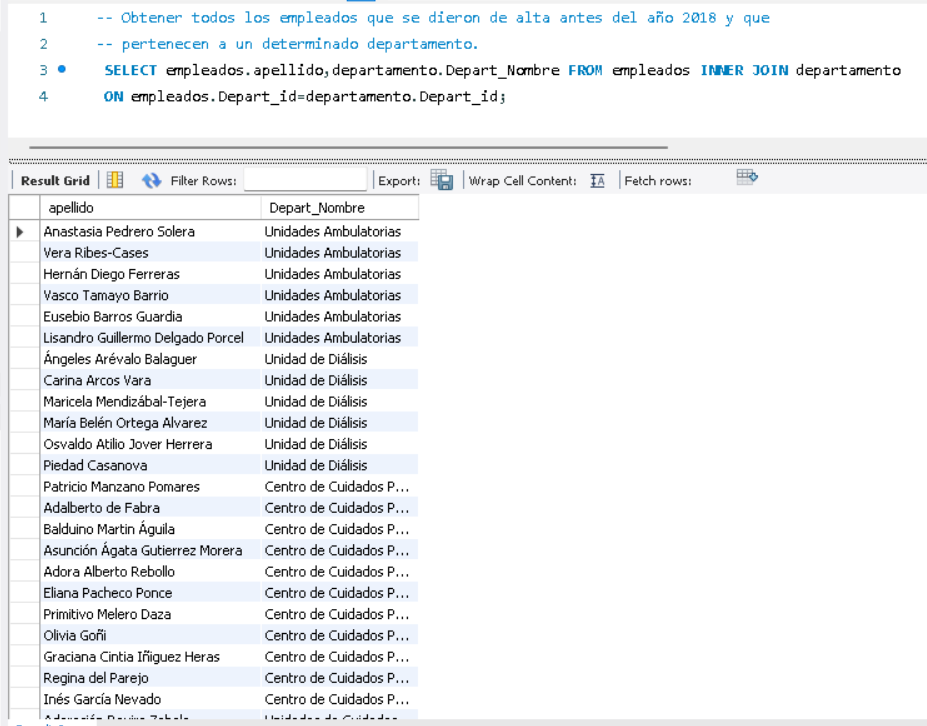 1 -- Obtener todos los empleados que se dieron de alta antes del año 2018 y que
2 -- pertenecen a un determinado departamento.
3 SELECT empleados.apellido,departamento.Depart_Nombre FROM empleados INNER JOIN departamento
4 ON empleados.Depart_id=departamento.Depart_id;
Result Grid Filter Rows: Export: Wrap Cell Content: IA Fetch rows:
apellido Depart_Nombre
Anastasia Pedrero Solera Unidades Ambulatorias
Vera Ribes-Cases Unidades Ambulatorias
Hernán Diego Ferreras Unidades Ambulatorias
Vasco Tamayo Barrio Unidades Ambulatorias
Eusebio Barros Guardia Unidades Ambulatorias
Lisandro Guillermo Delgado Porcel Unidades Ambulatorias
Ángeles Arévalo Balaguer Unidad de Diálisis
Carina Arcos Vara Unidad de Diálisis
Maricela Mendizábal-Tejera Unidad de Diálisis
María Belén Ortega Alvarez Unidad de Diálisis
Osvaldo Atilio Jover Herrera Unidad de Diálisis
Piedad Casanova Unidad de Diálisis
Patricio Manzano Pomares Centro de Cuidados P...
Adalberto de Fabra Centro de Cuidados P...
Balduino Martin Águila Centro de Cuidados P...
Asunción Ágata Gutierrez Morera Centro de Cuidados P...
Adora Alberto Rebollo Centro de Cuidados P...
Eliana Pacheco Ponce Centro de Cuidados P...
Primitivo Melero Daza Centro de Cuidados P...
Olivia Goñi Centro de Cuidados P...
Graciana Cintia Iñiguez Heras Centro de Cuidados P...
Regina del Parejo Centro de Cuidados P...
Inés García Nevado Centro de Cuidados P...